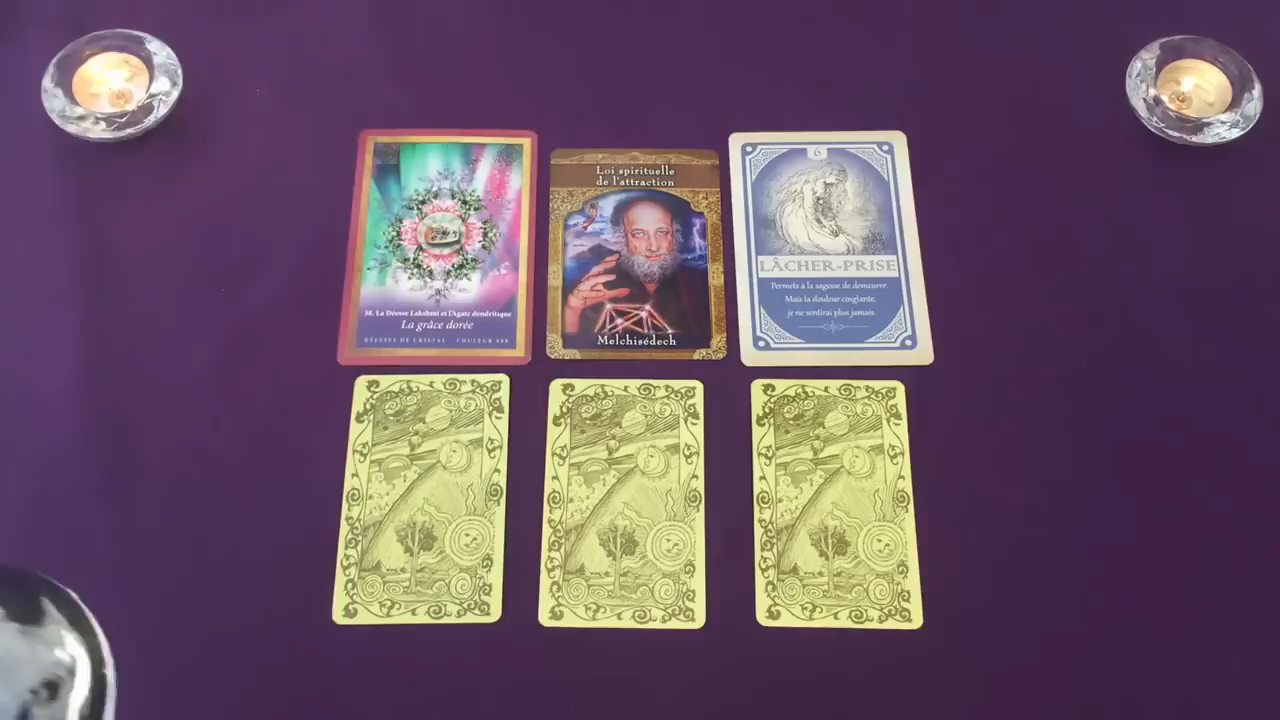 38. La Déesse Lakshmi et l'Agate dendritique
La grâce dorée
DÉESSES DE CRISTAL
Loi spirituelle
de l'attraction
Melchisédech
6
LÂCHER-PRISE
Permets à la sagesse de demeurer.
Mais la douleur cinglante,
je ne sentirai plus jamais.